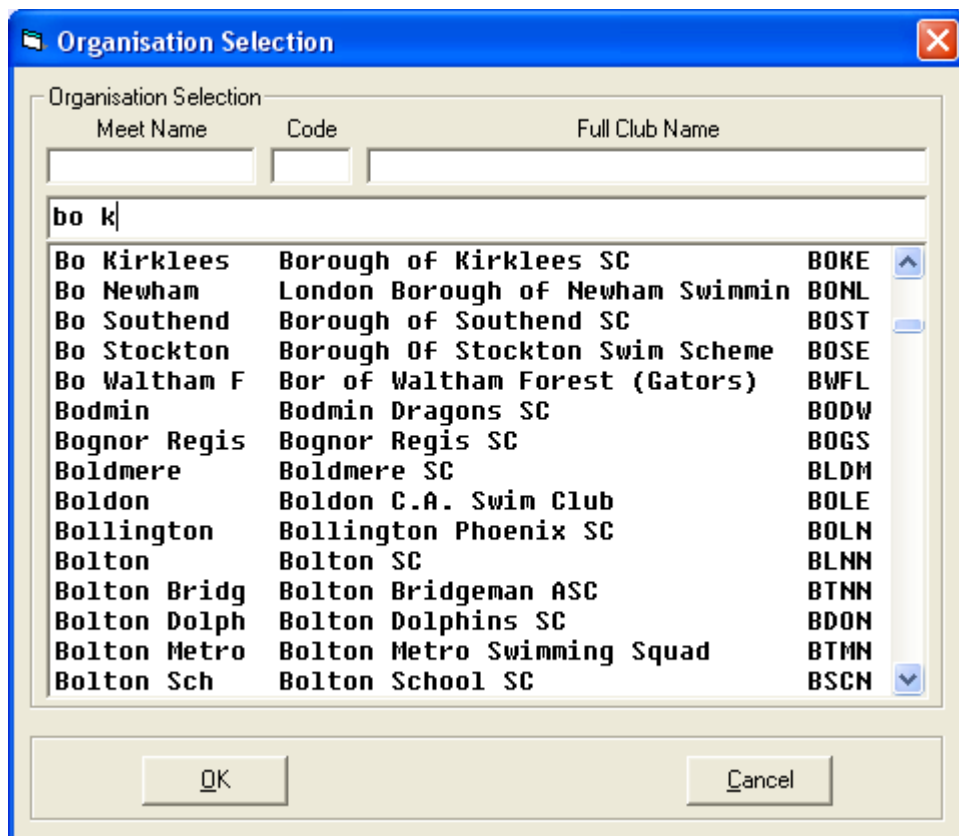 Organisation Selection
Organisation Selection
Meet Name Code Full Club Name
bo k
Bo Kirklees Borough of Kirklees SC BOKE
Bo Newham London Borough of Newham Swimmin BONL
Bo Southend Borough of Southend SC BOST
Bo Stockton Borough Of Stockton Swim Scheme BOSE
Bo Waltham F Bor of Waltham Forest (Gators) BWFL
Bodmin Bodmin Dragons SC BODW
Bognor Regis Bognor Regis SC BOGS
Boldmere Boldmere SC BLDM
Boldon Boldon C.A. Swim Club BOLE
Bollington Bollington Phoenix SC BOLN
Bolton Bolton SC BLNN
Bolton Bridg Bolton Bridgeman ASC BTNN
Bolton Dolph Bolton Dolphins SC BDON
Bolton Metro Bolton Metro Swimming Squad BTMN
Bolton Sch Bolton School SC BSCN
OK Cancel